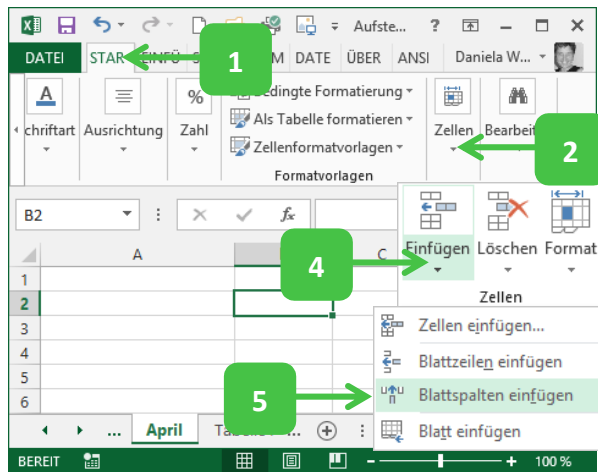 Aufste... ?
DATEI STAR EINFÜ S M DATE ÜBER ANSI Daniela W...
1
A % Bedingte Formatierung
chriftart Ausrichtung Zahl Als Tabelle formatieren Zellen Bearbeit
2
Zellenformatvorlagen
Formatvorlagen
B2 fx
Einfügen Löschen Format
4
Zellen
A C
1
2
3
4
5
6
Zellen einfügen...
Blattzeilen einfügen
5
Blattspalten einfügen
Blatt einfügen
... April T ...
BEREIT 100 %